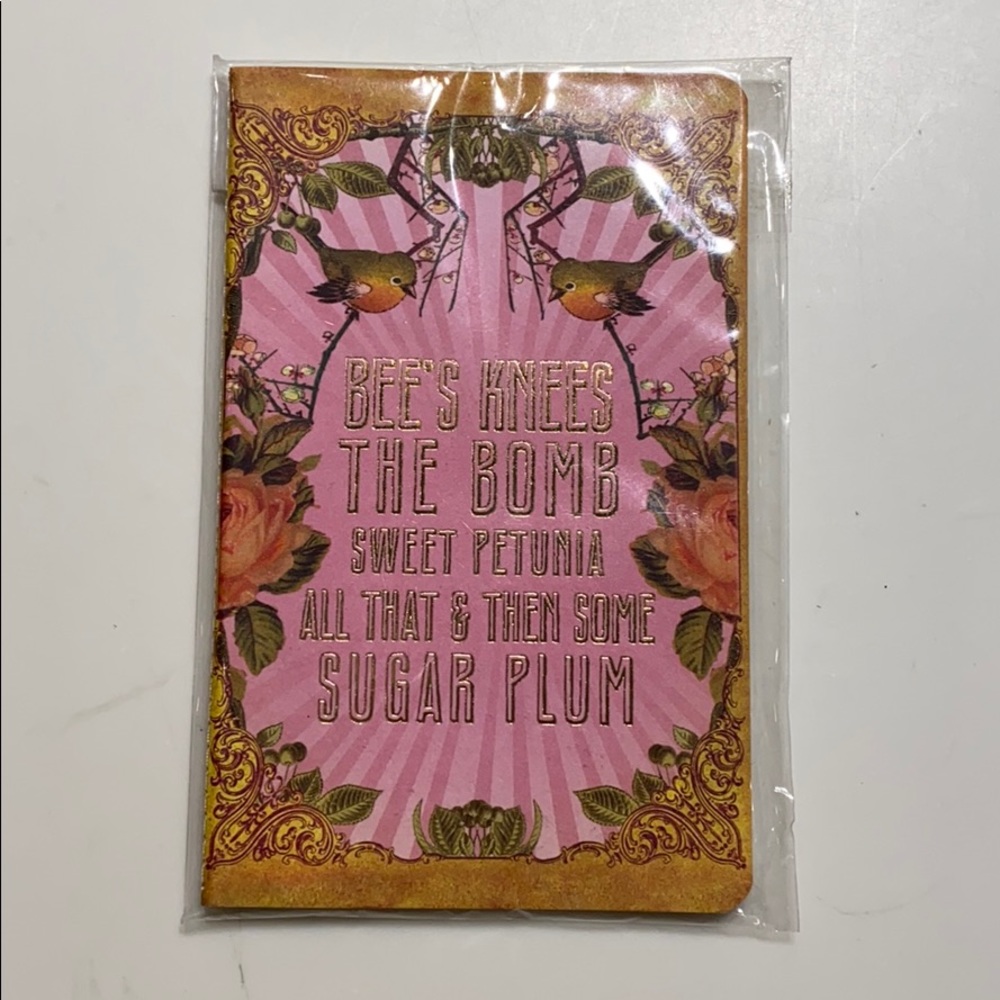 BEE'S KNEES
THE BOMB
SWEET PETUNIA
ALL THAT & THEN SOME
SUGAR PLUM